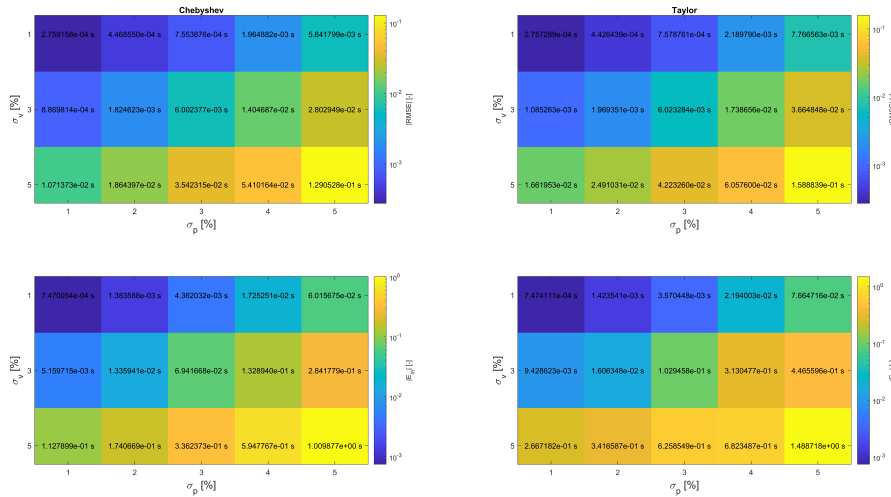 Chebyshev
Taylor
1
2.759158e-04 s 4.468550e-04 s 7.553876e-04 s 1.964882e-03 s 5.841799e-03 s
3
8.869814e-04 s 1.824623e-03 s 6.002377e-03 s 1.404687e-02 s 2.802949e-02 s
5
1.071373e-02 s 1.864397e-02 s 3.542315e-02 s 5.410164e-02 s 1.290528e-01 s
1 2 3 4 5
σp [%]
σv [%]
10-1
10-2
10-3
|RMSE| [-]
1
2.757289e-04 s 4.426439e-04 s 7.578761e-04 s 2.189790e-03 s 7.766563e-03 s
3
1.085263e-03 s 1.969351e-03 s 6.023284e-03 s 1.738656e-02 s 3.664848e-02 s
5
1.661953e-02 s 2.491031e-02 s 4.223260e-02 s 6.057600e-02 s 1.588839e-01 s
1 2 3 4 5
σp [%]
σv [%]
10-1
10-2
10-3
1
7.470054e-04 s 1.383588e-03 s 4.362032e-03 s 1.725251e-02 s 6.015675e-02 s
3
5.159715e-03 s 1.335941e-02 s 6.941668e-02 s 1.328940e-01 s 2.841779e-01 s
5
1.127899e-01 s 1.740669e-01 s 3.362373e-01 s 5.947767e-01 s 1.009877e+00 s
1 2 3 4 5
σp [%]
σv [%]
100
10-1
10-2
10-3
1
7.474111e-04 s 1.423541e-03 s 3.570448e-03 s 2.194003e-02 s 7.664716e-02 s
3
9.428623e-03 s 1.606348e-02 s 1.029458e-01 s 3.130477e-01 s 4.465596e-01 s
5
2.667182e-01 s 3.416587e-01 s 6.258549e-01 s 6.823487e-01 s 1.488718e+00 s
1 2 3 4 5
σp [%]
σv [%]
100
10-1
10-2
10-3